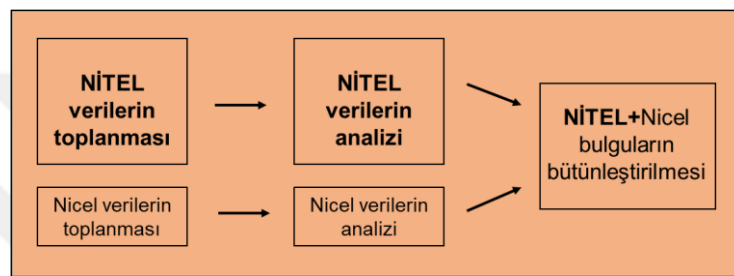 NİTEL
verilerin
toplanması
NİTEL
verilerin
analizi
NİTEL+Nicel
bulguların
bütünleştirilmesi
Nicel verilerin
toplanması
Nicel verilerin
analizi